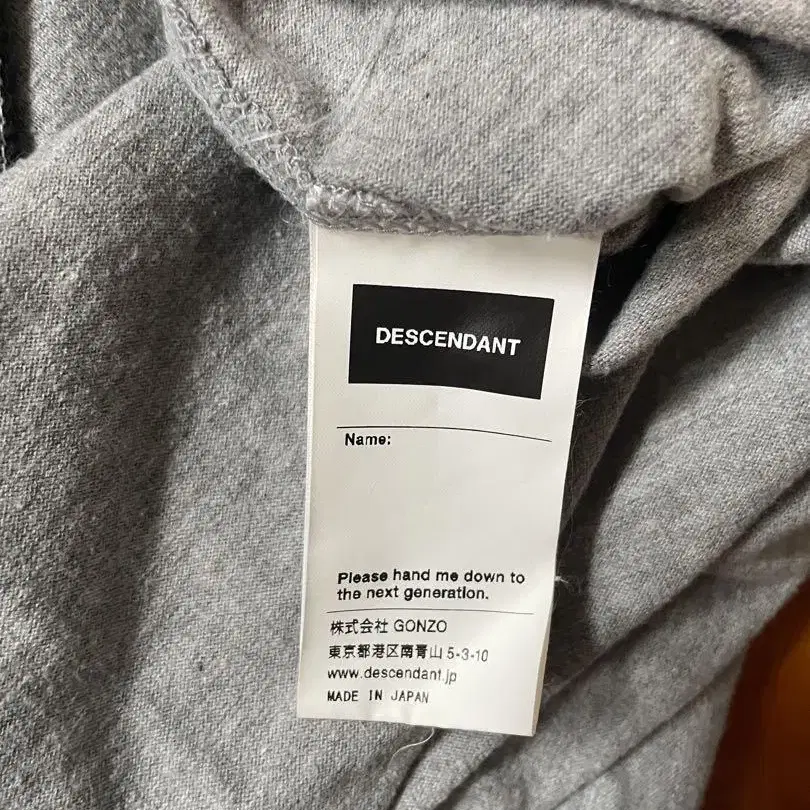 DESCENDANT
Name:
Please hand me down to
the next generation.
株式会社 GONZO
東京都港区南青山 5-3-10
www.descendant.jp
MADE IN JAPAN